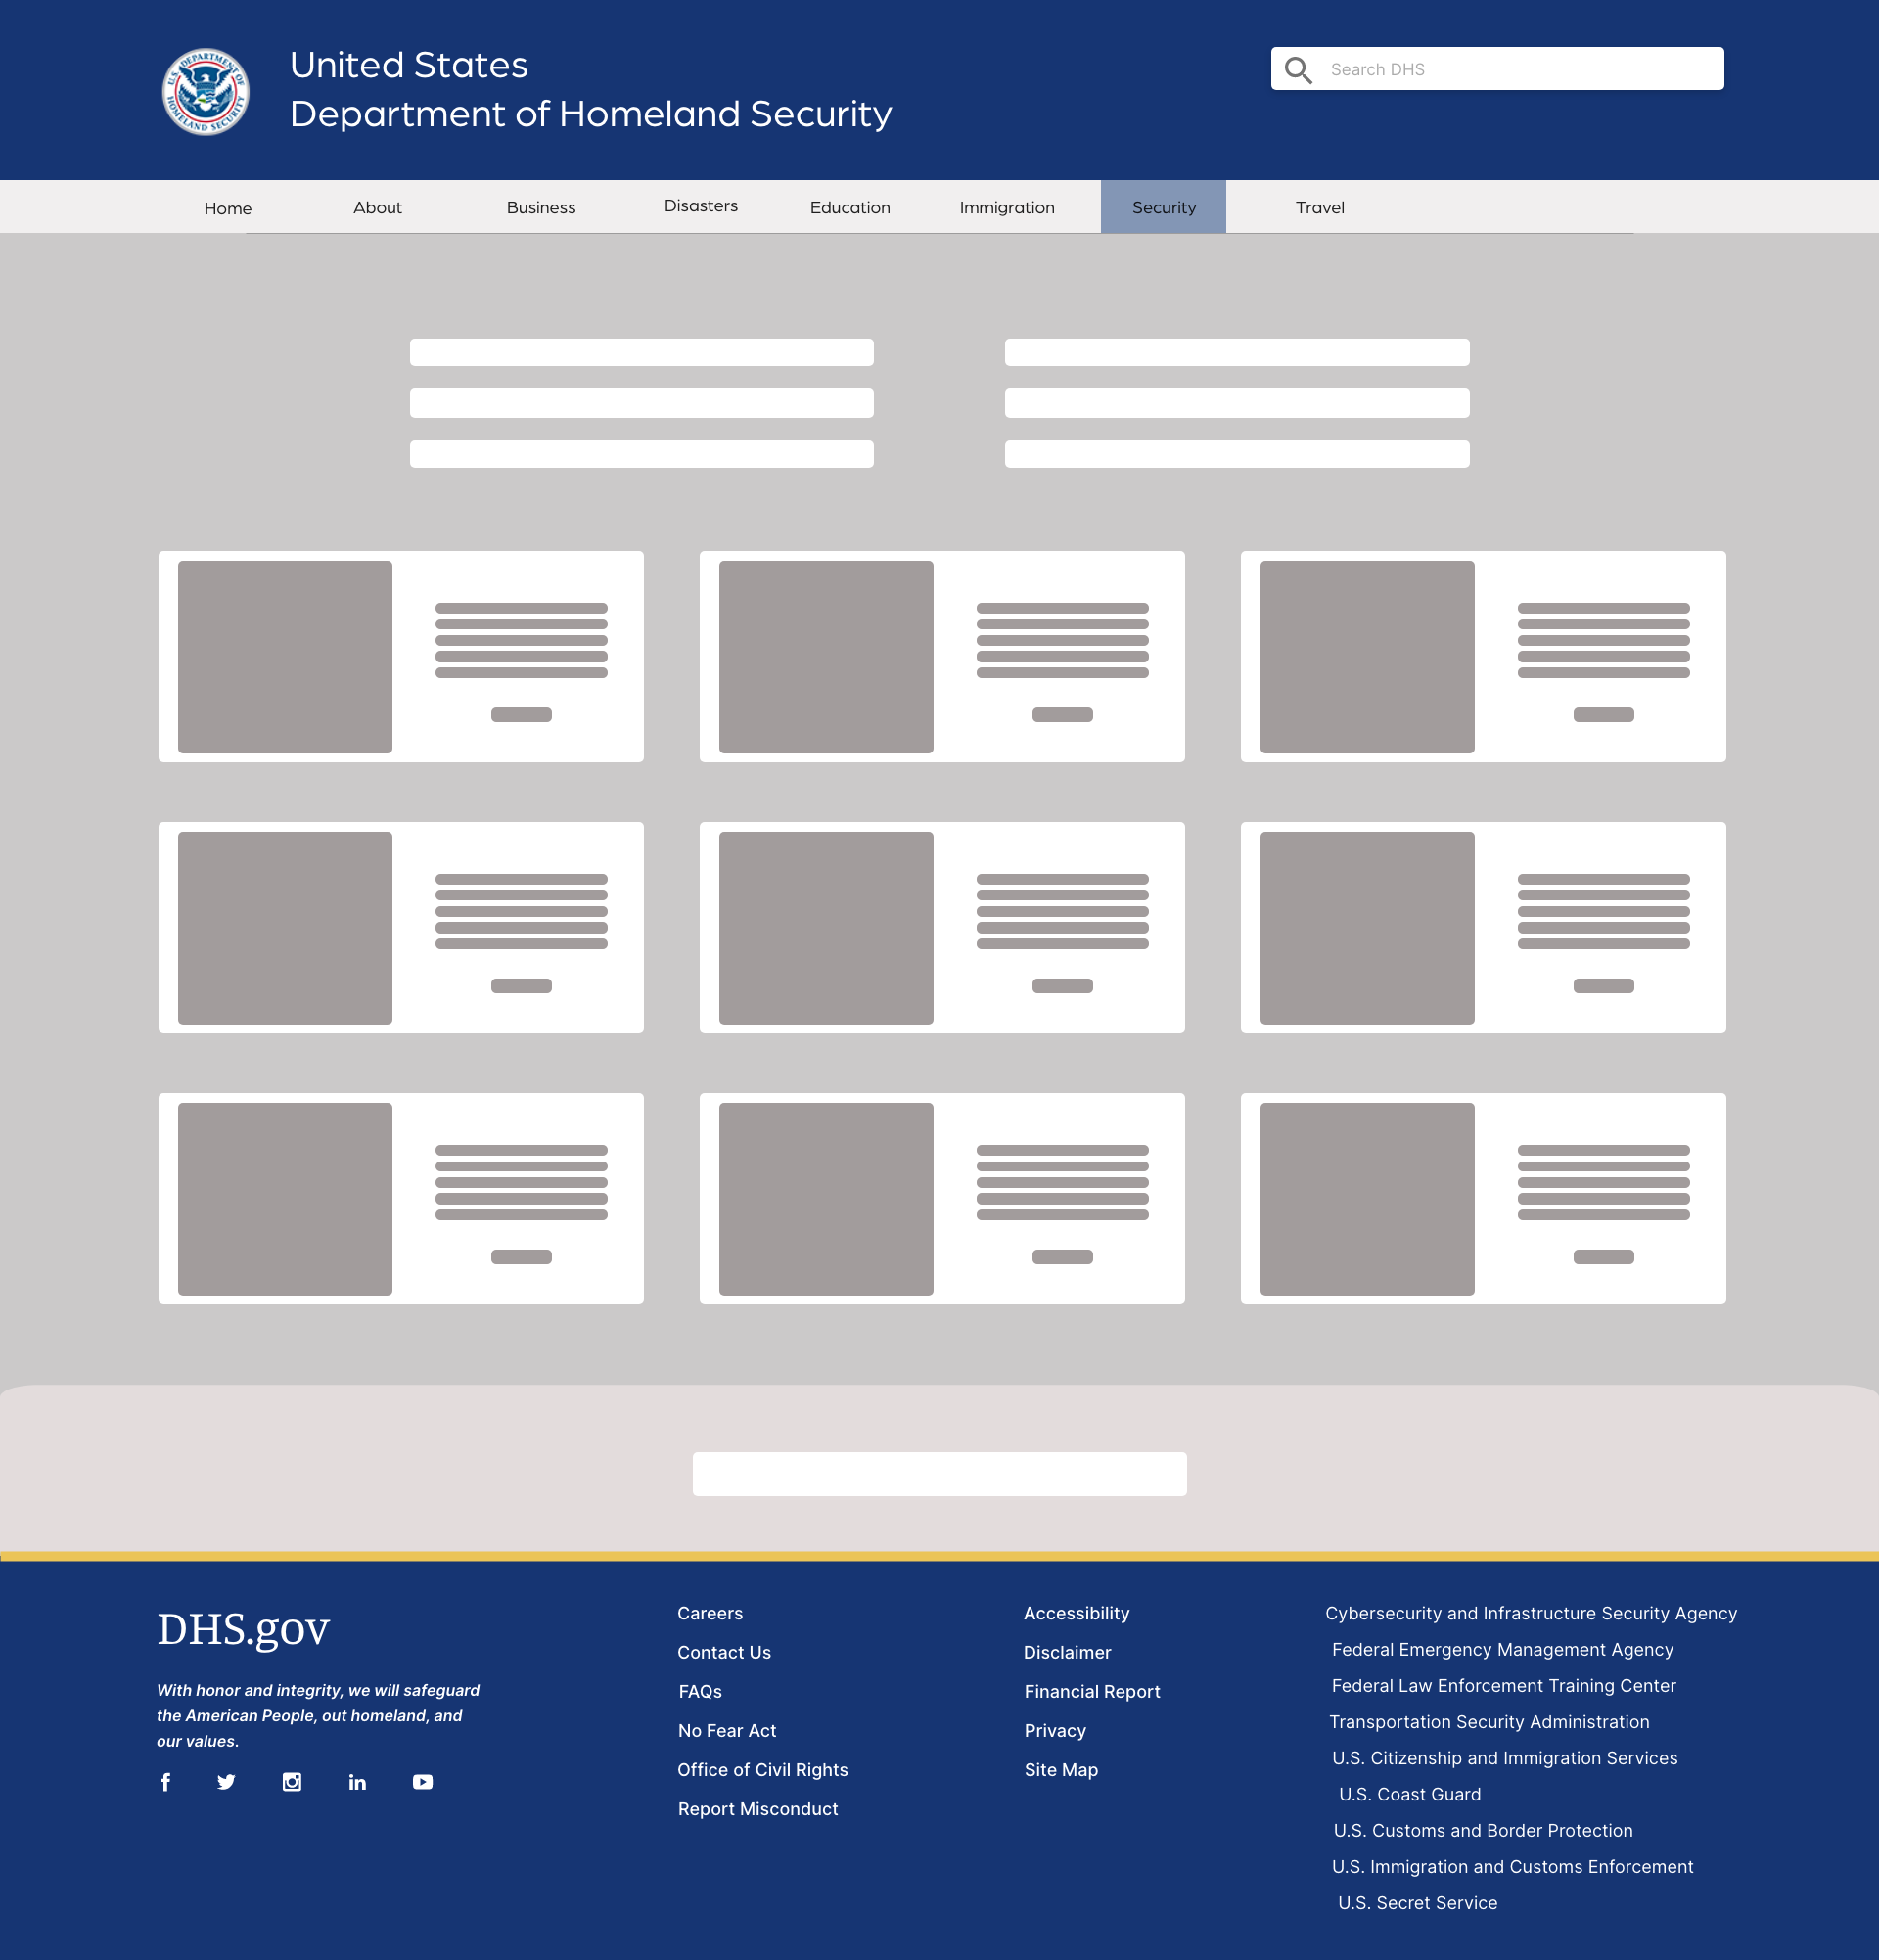 U.S. DEPARTMENT OF HOMELAND SECURITY
United States
Department of Homeland Security
Search DHS
Home About Business Disasters Education Immigration Security Travel
DHS.gov
With honor and integrity, we will safeguard
the American People, out homeland, and
our values.
Careers
Contact Us
FAQs
No Fear Act
Office of Civil Rights
Report Misconduct
Accessibility
Disclaimer
Financial Report
Privacy
Site Map
Cybersecurity and Infrastructure Security Agency
Federal Emergency Management Agency
Federal Law Enforcement Training Center
Transportation Security Administration
U.S. Citizenship and Immigration Services
U.S. Coast Guard
U.S. Customs and Border Protection
U.S. Immigration and Customs Enforcement
U.S. Secret Service